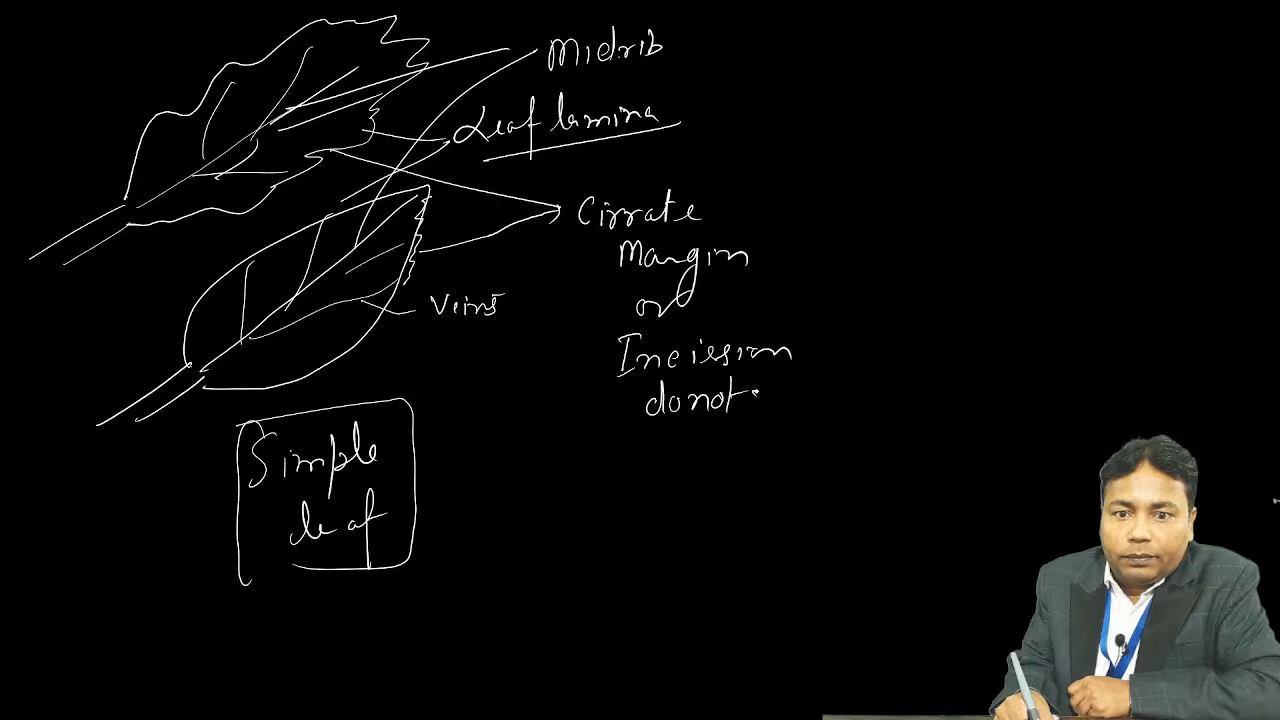 Midrib
Leaf lamina
Cirrate
Margin
or
Incission
donot
Veins
Simple
leaf